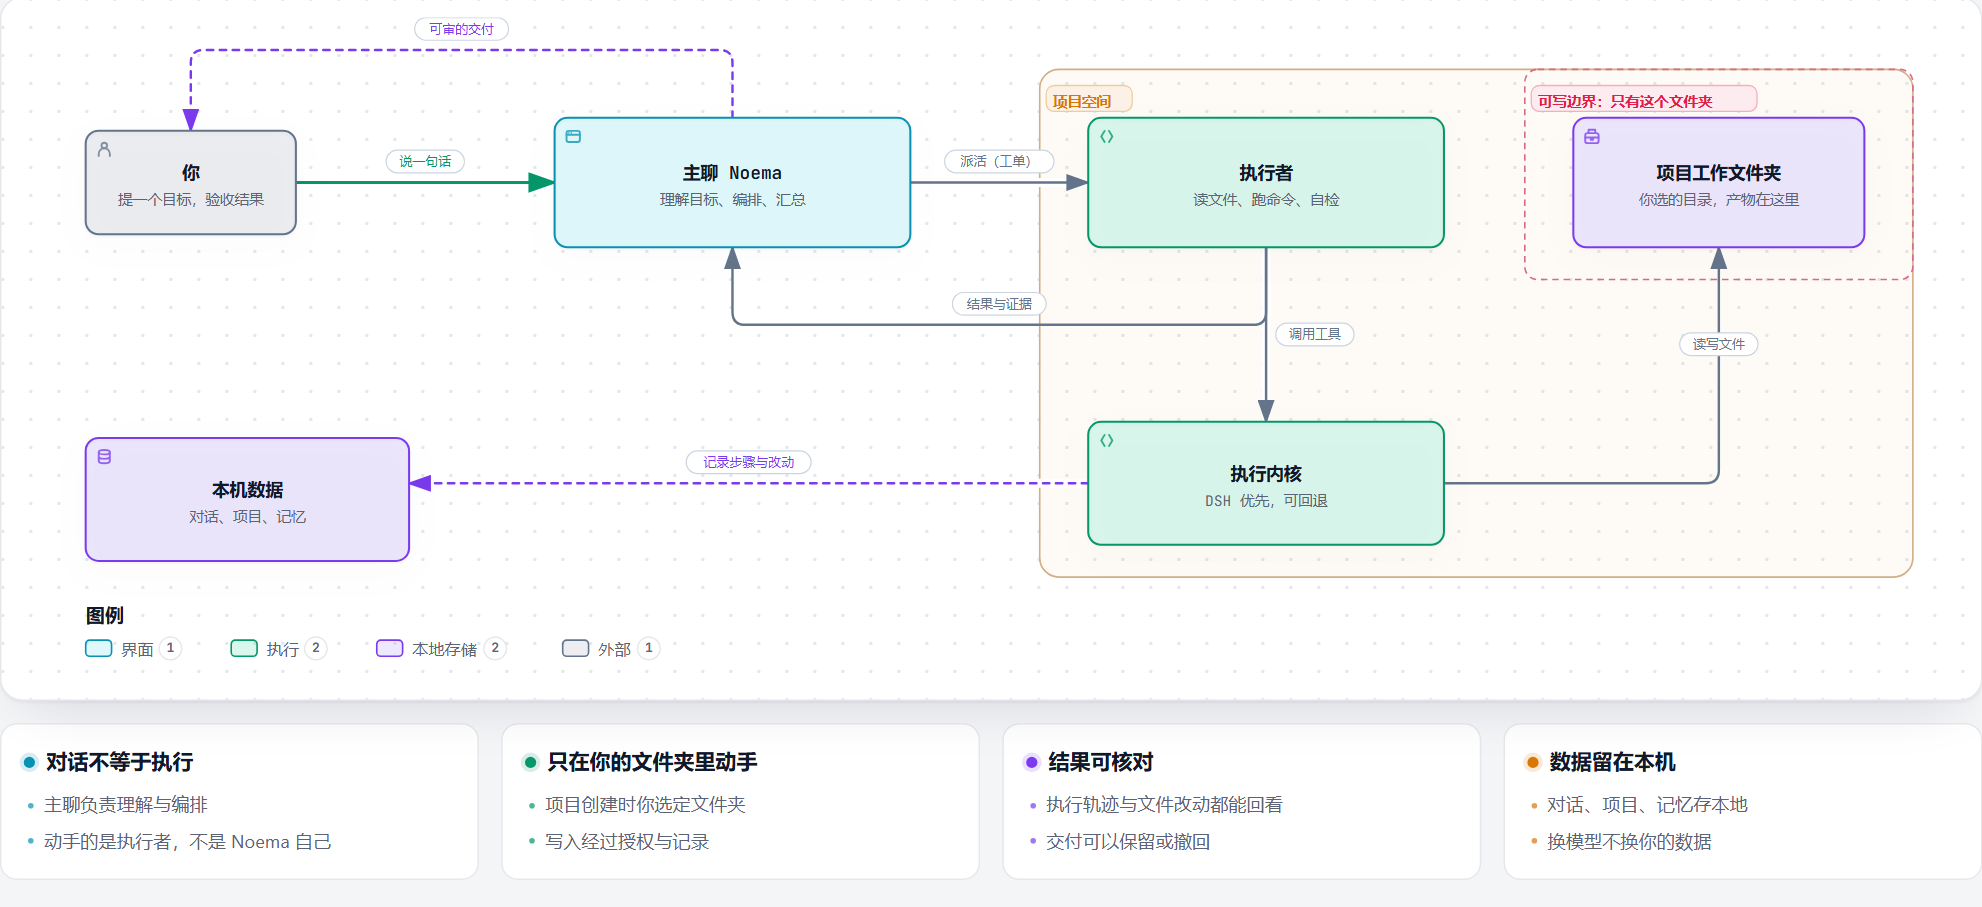 可审的交付
项目空间
可写边界：只有这个文件夹
你
提一个目标，验收结果
说一句话
主聊 Noema
理解目标、编排、汇总
派活（工单）
执行者
读文件、跑命令、自检
项目工作文件夹
你选的目录，产物在这里
结果与证据
调用工具
读写文件
本机数据
对话、项目、记忆
记录步骤与改动
执行内核
DSH 优先，可回退
图例
界面 1
执行 2
本地存储 2
外部 1
对话不等于执行
主聊负责理解与编排
动手的是执行者，不是 Noema 自己
只在你的文件夹里动手
项目创建时你选定文件夹
写入经过授权与记录
结果可核对
执行轨迹与文件改动都能回看
交付可以保留或撤回
数据留在本机
对话、项目、记忆存本地
换模型不换你的数据